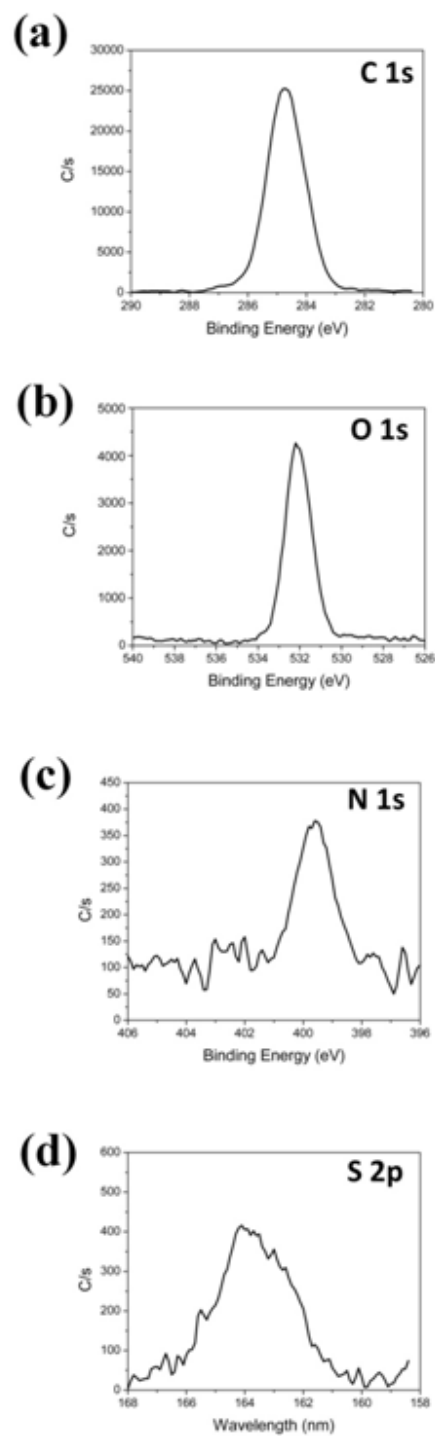 (a)
C 1s
30000
25000
20000
15000
10000
5000
0
C/s
290 288 286 284 282 280
Binding Energy (eV)
(b)
O 1s
5000
4000
3000
2000
1000
0
C/s
540 538 536 534 532 530 528 526
Binding Energy (eV)
(c)
N 1s
450
400
350
300
250
200
150
100
50
0
C/s
406 404 402 400 398 396
Binding Energy (eV)
(d)
S 2p
600
500
400
300
200
100
0
C/s
168 166 164 162 160 158
Wavelength (nm)